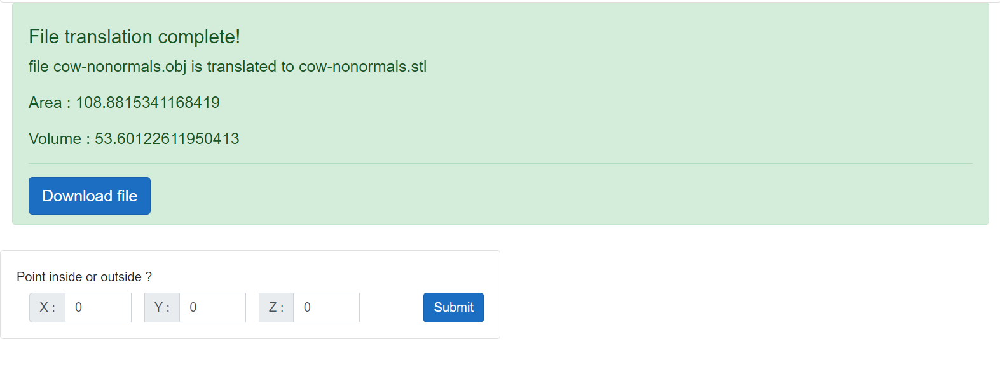 File translation complete!
file cow-nonormals.obj is translated to cow-nonormals.stl
Area : 108.8815341168419
Volume : 53.60122611950413
Download file
Point inside or outside ?
X : 0 Y : 0 Z : 0 Submit